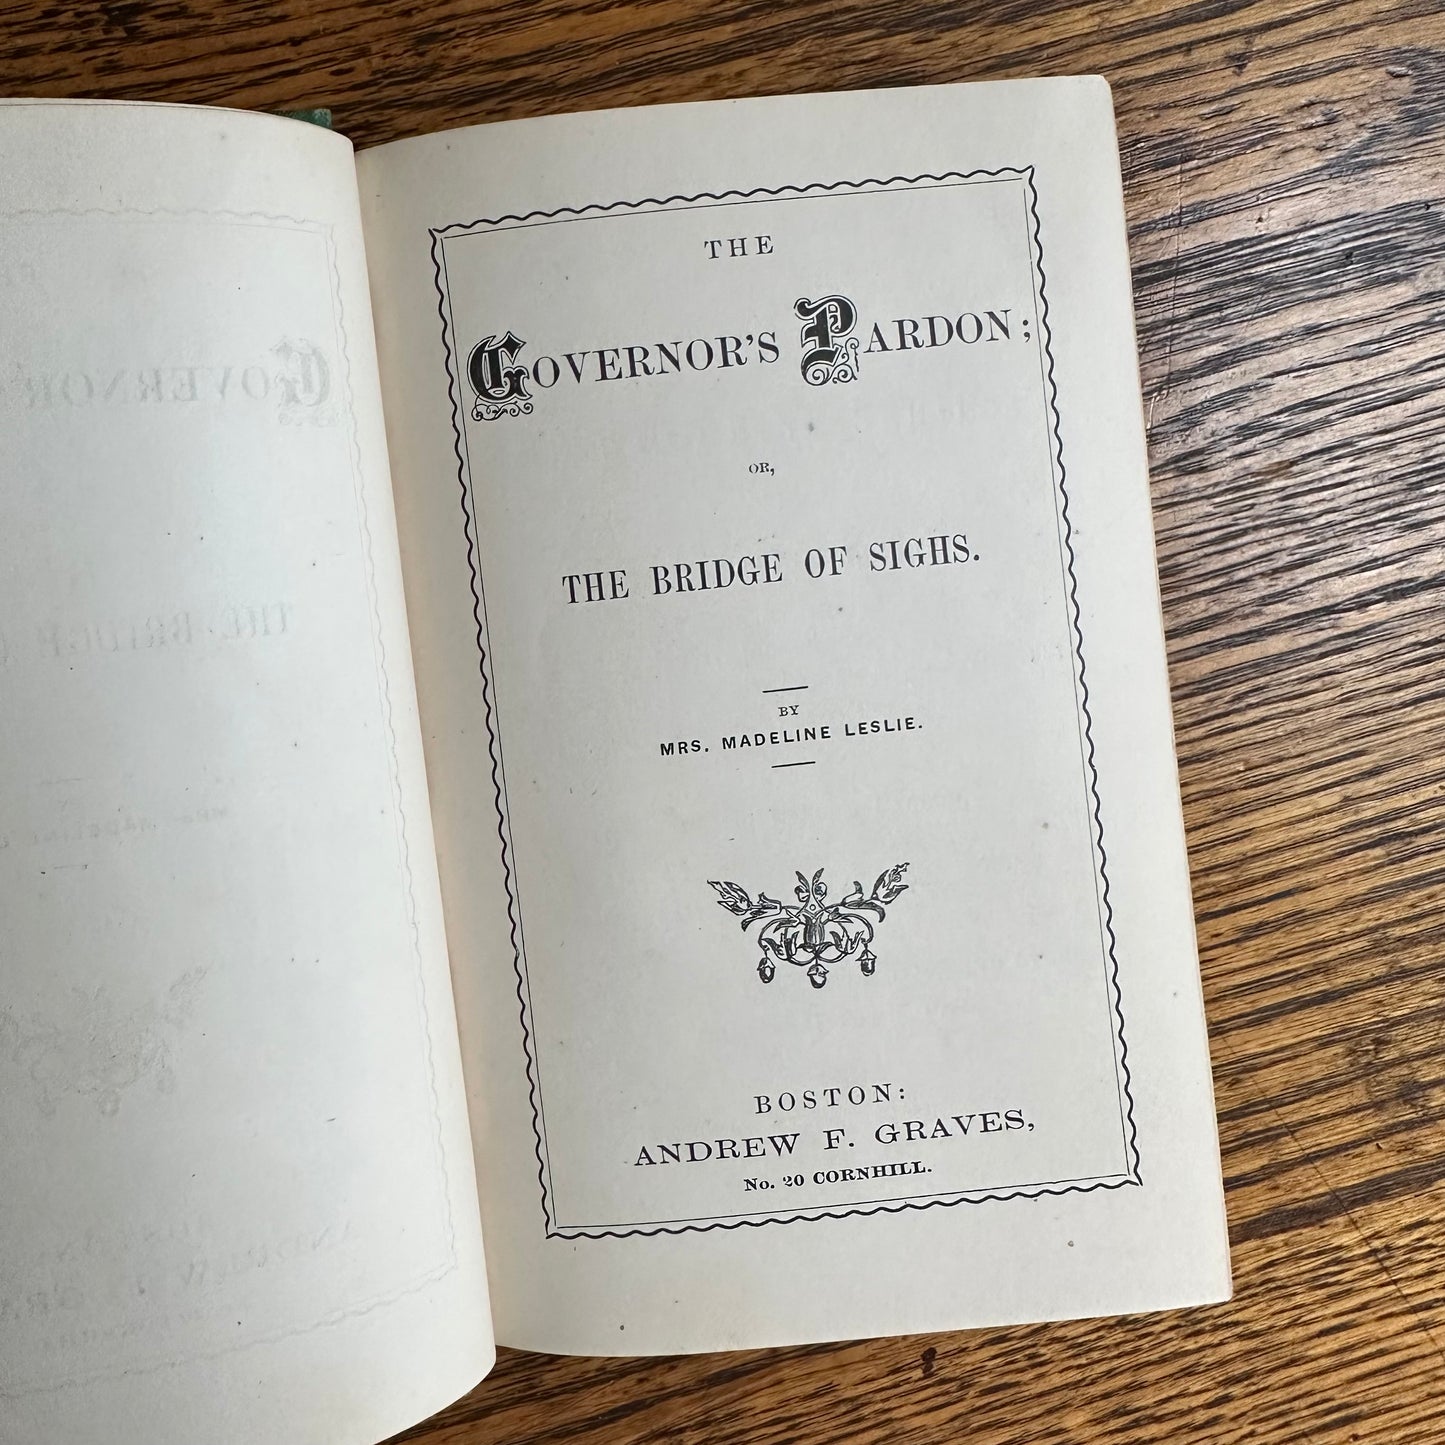 THE
GOVERNOR'S PARDON;
OR,
THE BRIDGE OF SIGHS.
BY
MRS. MADELINE LESLIE.
BOSTON:
ANDREW F. GRAVES,
No. 20 CORNHILL.